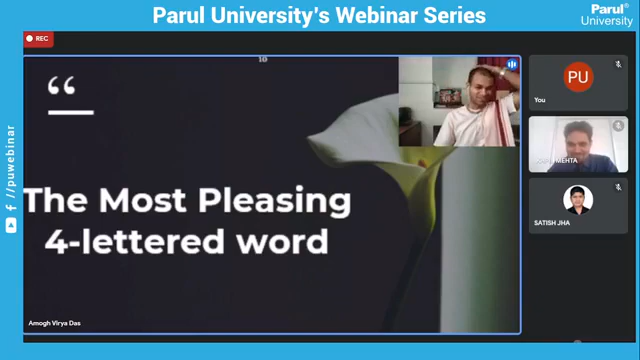 Parul University's Webinar Series
Parul®
University
REC
10
“
The Most Pleasing
4-lettered word
Amogh Virya Das
PU
You
MEHTA
SATISH JHA
//puwebinar